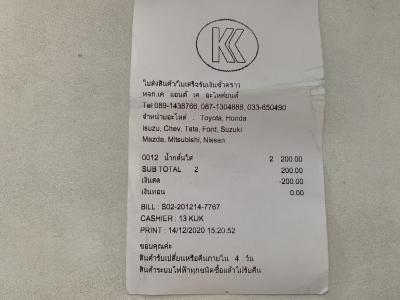 KK
ใบส่งสินค้า/ใบเสร็จรับเงินชั่วคราว
หจก.เค แอนด์ เค อะไหล่ยนต์
Tel:089-1438766, 087-1304888, 033-650490
จำหน่ายอะไหล่ : Toyota, Honda
Isuzu, Chev, Tata, Ford, Suzuki
Mazda, Mitsubishi, Nissan
0012 น้ำกลั่นใส 2 200.00
SUB TOTAL 2 200.00
เงินสด -200.00
เงินทอน 0.00
BILL : S02-201214-7767
CASHIER : 13 KUK
PRINT : 14/12/2020 15:20:52
ขอบคุณค่ะ
สินค้ารับเปลี่ยนหรือคืนภายใน 4 วัน
สินค้าระบบไฟฟ้าทุกชนิดซื้อแล้วไม่รับคืน